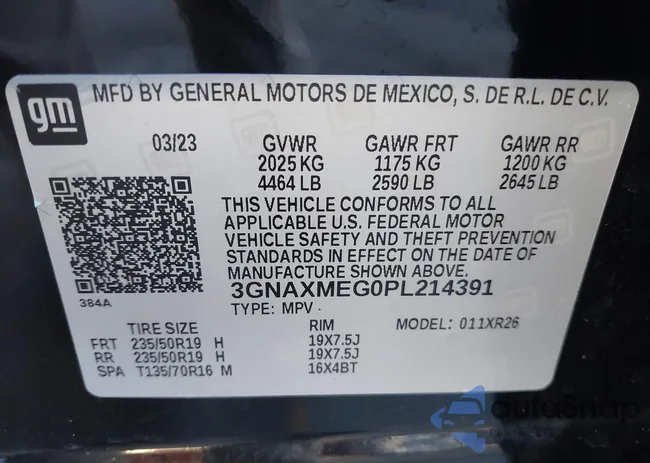 gm
MFD BY GENERAL MOTORS DE MEXICO, S. DE R.L. DE C.V.
03/23 GVWR GAWR FRT GAWR RR
2025 KG 1175 KG 1200 KG
4464 LB 2590 LB 2645 LB
THIS VEHICLE CONFORMS TO ALL
APPLICABLE U.S. FEDERAL MOTOR
VEHICLE SAFETY AND THEFT PREVENTION
STANDARDS IN EFFECT ON THE DATE OF
MANUFACTURE SHOWN ABOVE.
384A
3GNAXMEG0PL214391
TYPE: MPV MODEL: 011XR26
TIRE SIZE RIM
FRT 235/50R19 H 19X7.5J
RR 235/50R19 H 19X7.5J
SPA T135/70R16 M 16X4BT
autoSnap